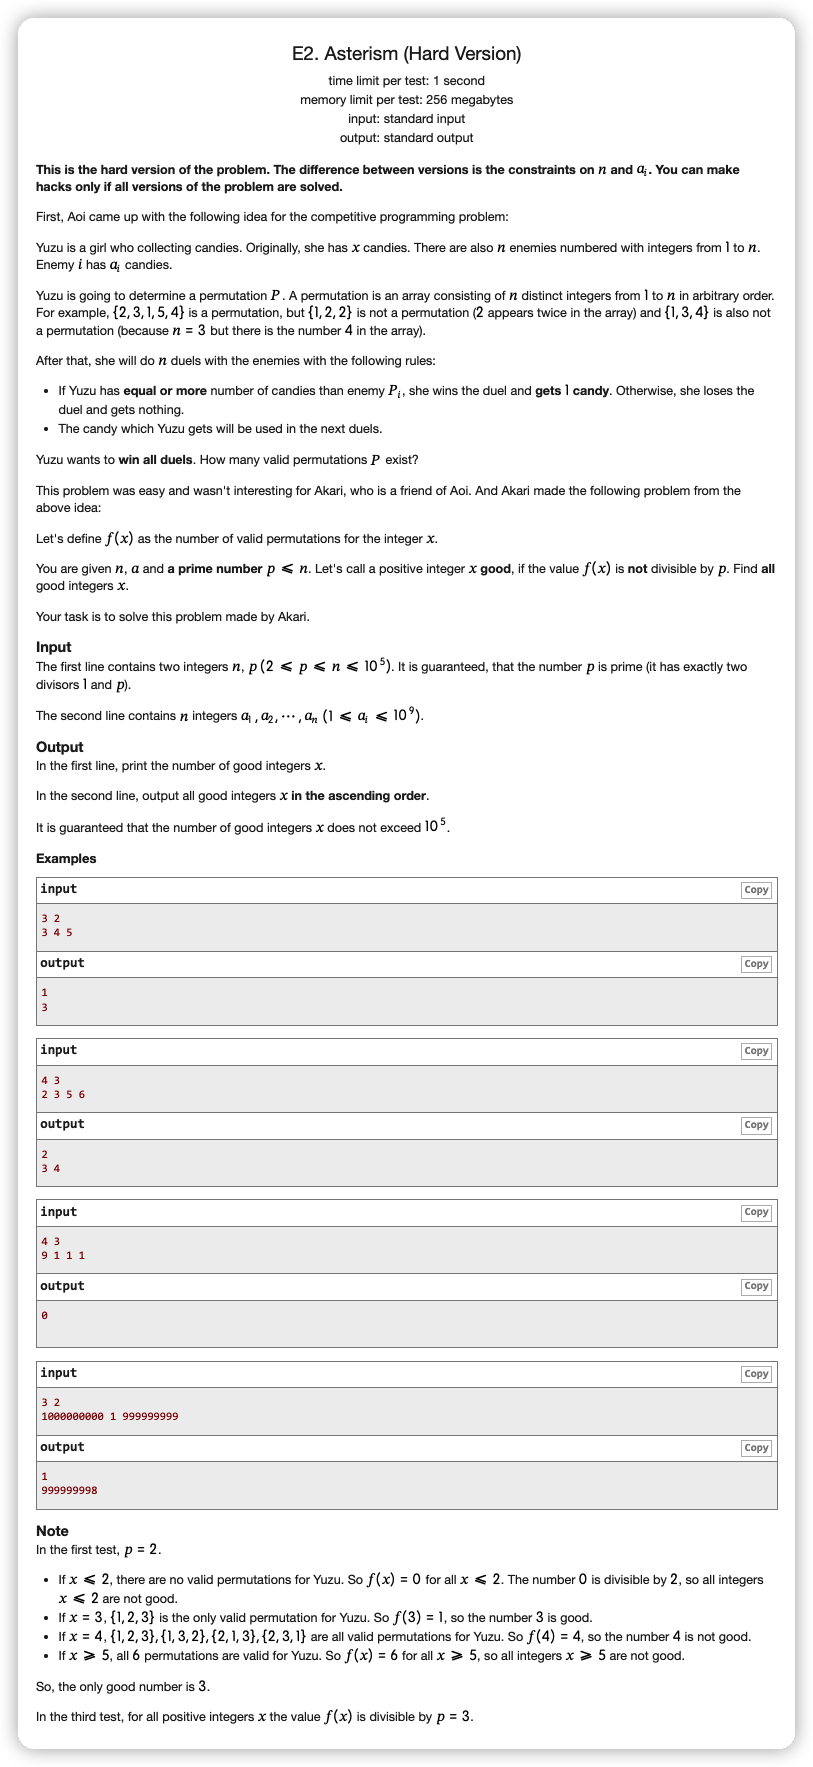 E2. Asterism (Hard Version)
time limit per test: 1 second
memory limit per test: 256 megabytes
input: standard input
output: standard output
This is the hard version of the problem. The difference between versions is the constraints on n and aᵢ. You can make
hacks only if all versions of the problem are solved.
First, Aoi came up with the following idea for the competitive programming problem:
Yuzu is a girl who collecting candies. Originally, she has x candies. There are also n enemies numbered with integers from 1 to n.
Enemy i has aᵢ candies.
Yuzu is going to determine a permutation P. A permutation is an array consisting of n distinct integers from 1 to n in arbitrary order.
For example, {2, 3, 1, 5, 4} is a permutation, but {1, 2, 2} is not a permutation (2 appears twice in the array) and {1, 3, 4} is also not
a permutation (because n = 3 but there is the number 4 in the array).
After that, she will do n duels with the enemies with the following rules:
• If Yuzu has equal or more number of candies than enemy Pᵢ, she wins the duel and gets 1 candy. Otherwise, she loses the
duel and gets nothing.
• The candy which Yuzu gets will be used in the next duels.
Yuzu wants to win all duels. How many valid permutations P exist?
This problem was easy and wasn't interesting for Akari, who is a friend of Aoi. And Akari made the following problem from the
above idea:
Let's define f(x) as the number of valid permutations for the integer x.
You are given n, a and a prime number p ⩽ n. Let's call a positive integer x good, if the value f(x) is not divisible by p. Find all
good integers x.
Your task is to solve this problem made by Akari.
Input
The first line contains two integers n, p (2 ⩽ p ⩽ n ⩽ 10⁵). It is guaranteed, that the number p is prime (it has exactly two
divisors 1 and p).
The second line contains n integers a₁, a₂, ⋯, aₙ (1 ⩽ aᵢ ⩽ 10⁹).
Output
In the first line, print the number of good integers x.
In the second line, output all good integers x in the ascending order.
It is guaranteed that the number of good integers x does not exceed 10⁵.
Examples
input Copy
3 2
3 4 5
output Copy
1
3
input Copy
4 3
2 3 5 6
output Copy
2
3 4
input Copy
4 3
9 1 1 1
output Copy
0
input Copy
3 2
1000000000 1 999999999
output Copy
1
999999998
Note
In the first test, p = 2.
• If x ⩽ 2, there are no valid permutations for Yuzu. So f(x) = 0 for all x ⩽ 2. The number 0 is divisible by 2, so all integers
x ⩽ 2 are not good.
• If x = 3, {1, 2, 3} is the only valid permutation for Yuzu. So f(3) = 1, so the number 3 is good.
• If x = 4, {1, 2, 3}, {1, 3, 2}, {2, 1, 3}, {2, 3, 1} are all valid permutations for Yuzu. So f(4) = 4, so the number 4 is not good.
• If x ⩾ 5, all 6 permutations are valid for Yuzu. So f(x) = 6 for all x ⩾ 5, so all integers x ⩾ 5 are not good.
So, the only good number is 3.
In the third test, for all positive integers x the value f(x) is divisible by p = 3.